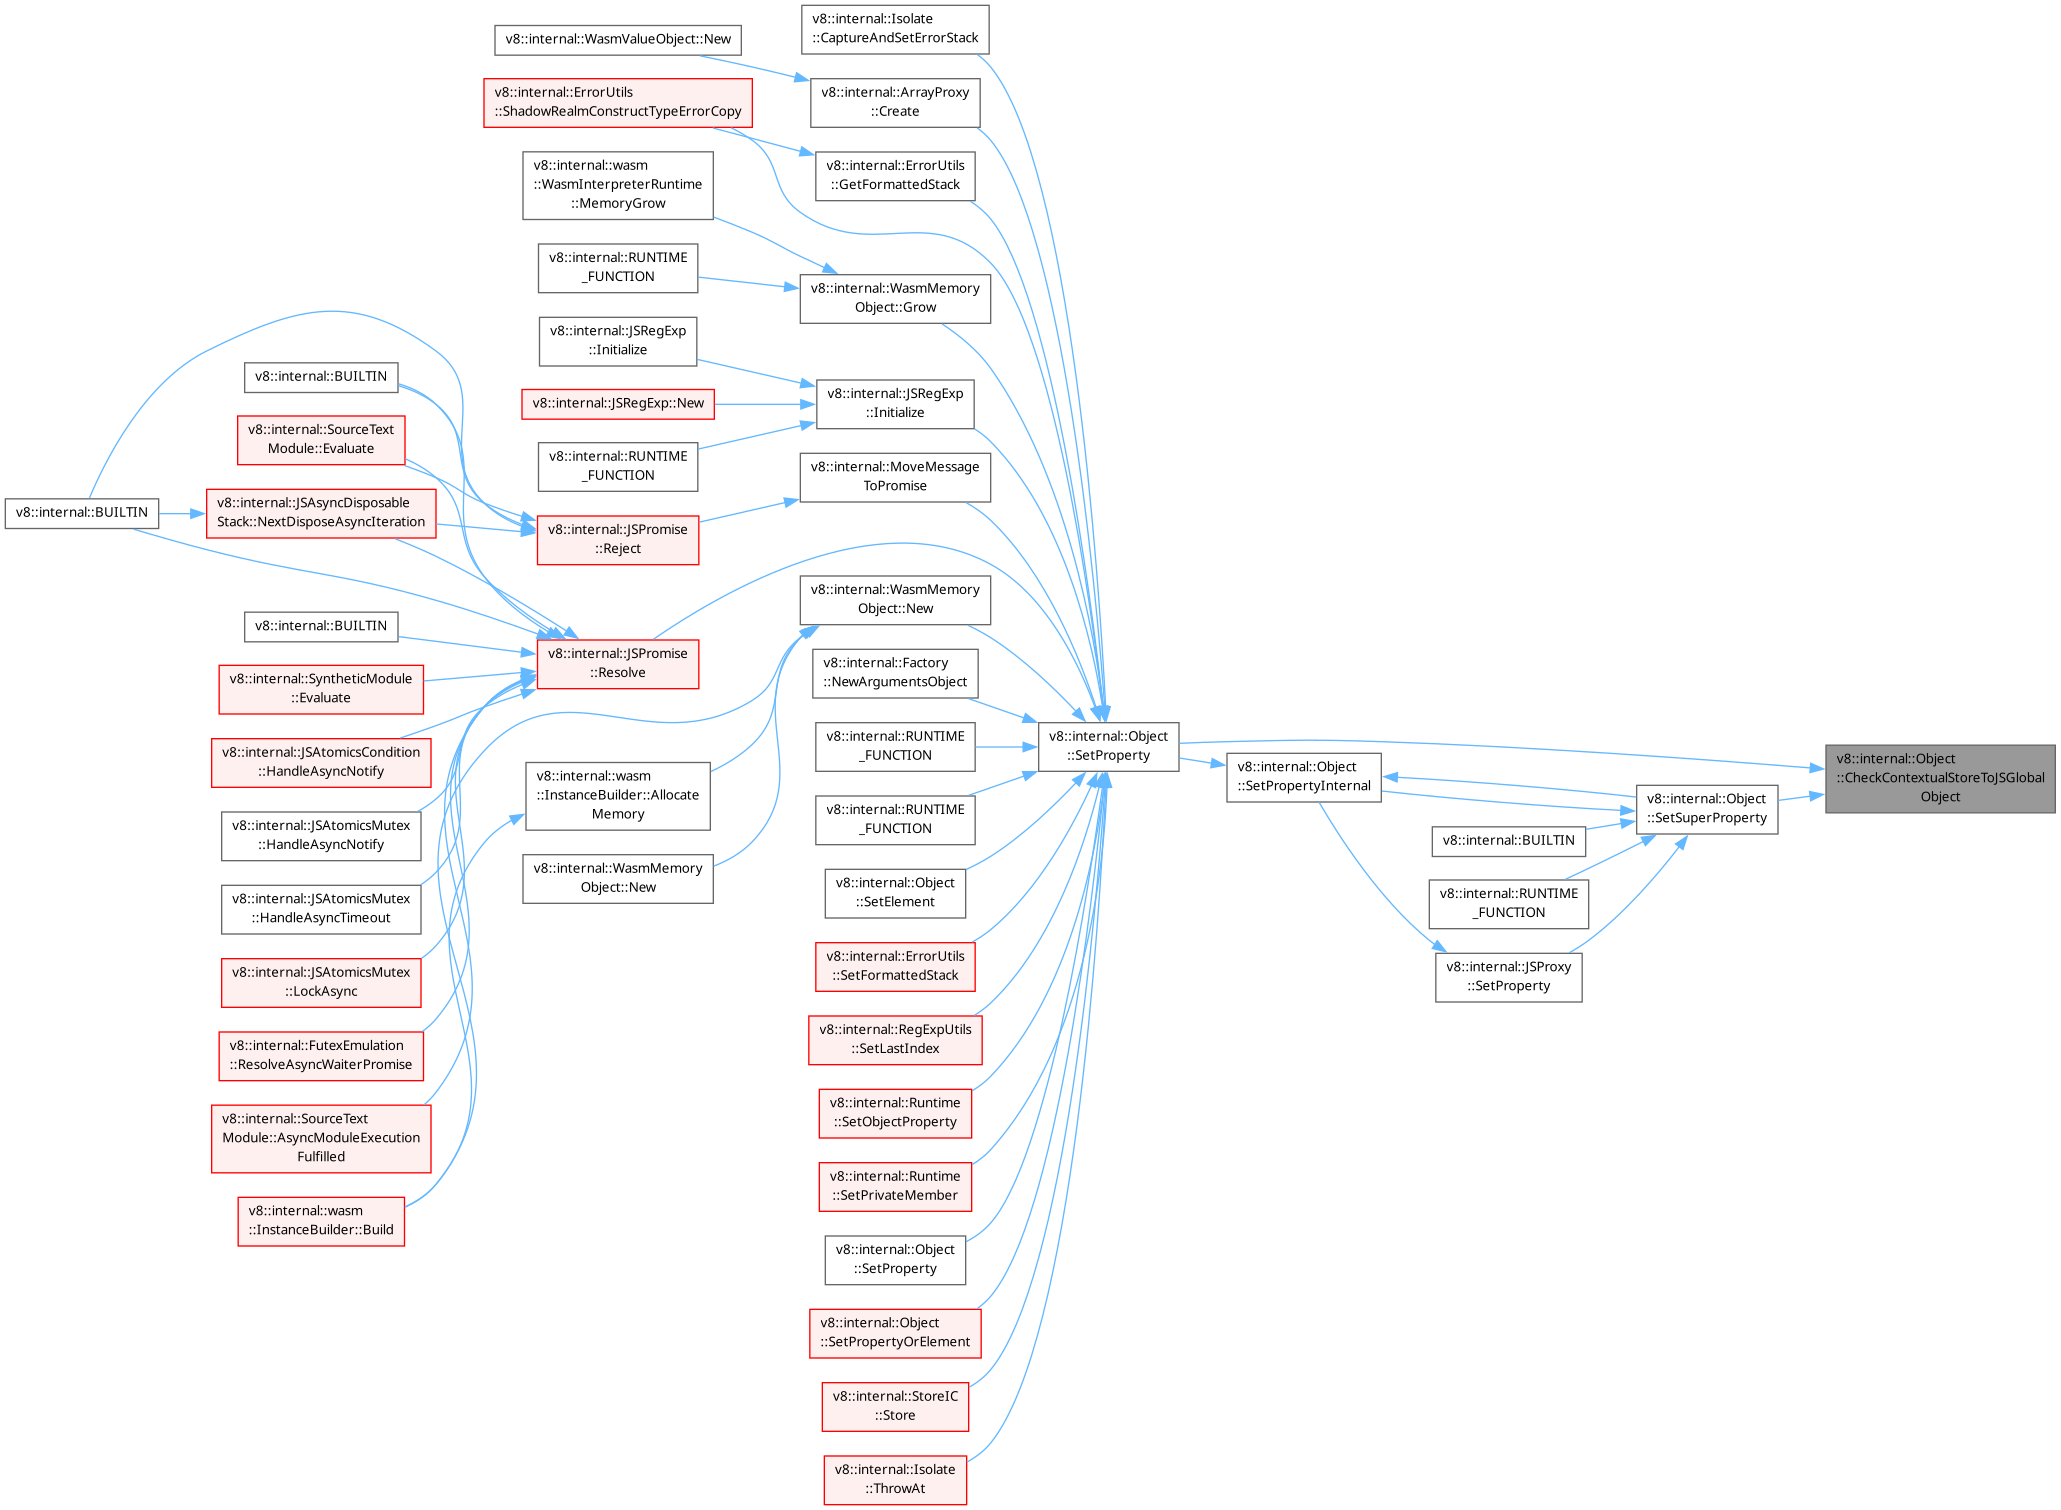 v8::internal::Isolate
::CaptureAndSetErrorStack
v8::internal::WasmValueObject::New
v8::internal::ErrorUtils
::ShadowRealmConstructTypeErrorCopy
v8::internal::ArrayProxy
::Create
v8::internal::wasm
::WasmInterpreterRuntime
::MemoryGrow
v8::internal::ErrorUtils
::GetFormattedStack
v8::internal::RUNTIME
_FUNCTION
v8::internal::WasmMemory
Object::Grow
v8::internal::JSRegExp
::Initialize
v8::internal::JSRegExp::New
v8::internal::JSRegExp
::Initialize
v8::internal::RUNTIME
_FUNCTION
v8::internal::MoveMessage
ToPromise
v8::internal::BUILTIN
v8::internal::SourceText
Module::Evaluate
v8::internal::BUILTIN
v8::internal::JSAsyncDisposable
Stack::NextDisposeAsyncIteration
v8::internal::JSPromise
::Reject
v8::internal::WasmMemory
Object::New
v8::internal::BUILTIN
v8::internal::JSPromise
::Resolve
v8::internal::SyntheticModule
::Evaluate
v8::internal::Factory
::NewArgumentsObject
v8::internal::JSAtomicsCondition
::HandleAsyncNotify
v8::internal::RUNTIME
_FUNCTION
v8::internal::Object
::SetProperty
v8::internal::Object
::SetPropertyInternal
v8::internal::Object
::CheckContextualStoreToJSGlobal
Object
v8::internal::Object
::SetSuperProperty
v8::internal::BUILTIN
v8::internal::RUNTIME
_FUNCTION
v8::internal::JSProxy
::SetProperty
v8::internal::wasm
::InstanceBuilder::Allocate
Memory
v8::internal::RUNTIME
_FUNCTION
v8::internal::JSAtomicsMutex
::HandleAsyncNotify
v8::internal::WasmMemory
Object::New
v8::internal::Object
::SetElement
v8::internal::JSAtomicsMutex
::HandleAsyncTimeout
v8::internal::ErrorUtils
::SetFormattedStack
v8::internal::JSAtomicsMutex
::LockAsync
v8::internal::RegExpUtils
::SetLastIndex
v8::internal::FutexEmulation
::ResolveAsyncWaiterPromise
v8::internal::Runtime
::SetObjectProperty
v8::internal::SourceText
Module::AsyncModuleExecution
Fulfilled
v8::internal::Runtime
::SetPrivateMember
v8::internal::wasm
::InstanceBuilder::Build
v8::internal::Object
::SetProperty
v8::internal::Object
::SetPropertyOrElement
v8::internal::StoreIC
::Store
v8::internal::Isolate
::ThrowAt